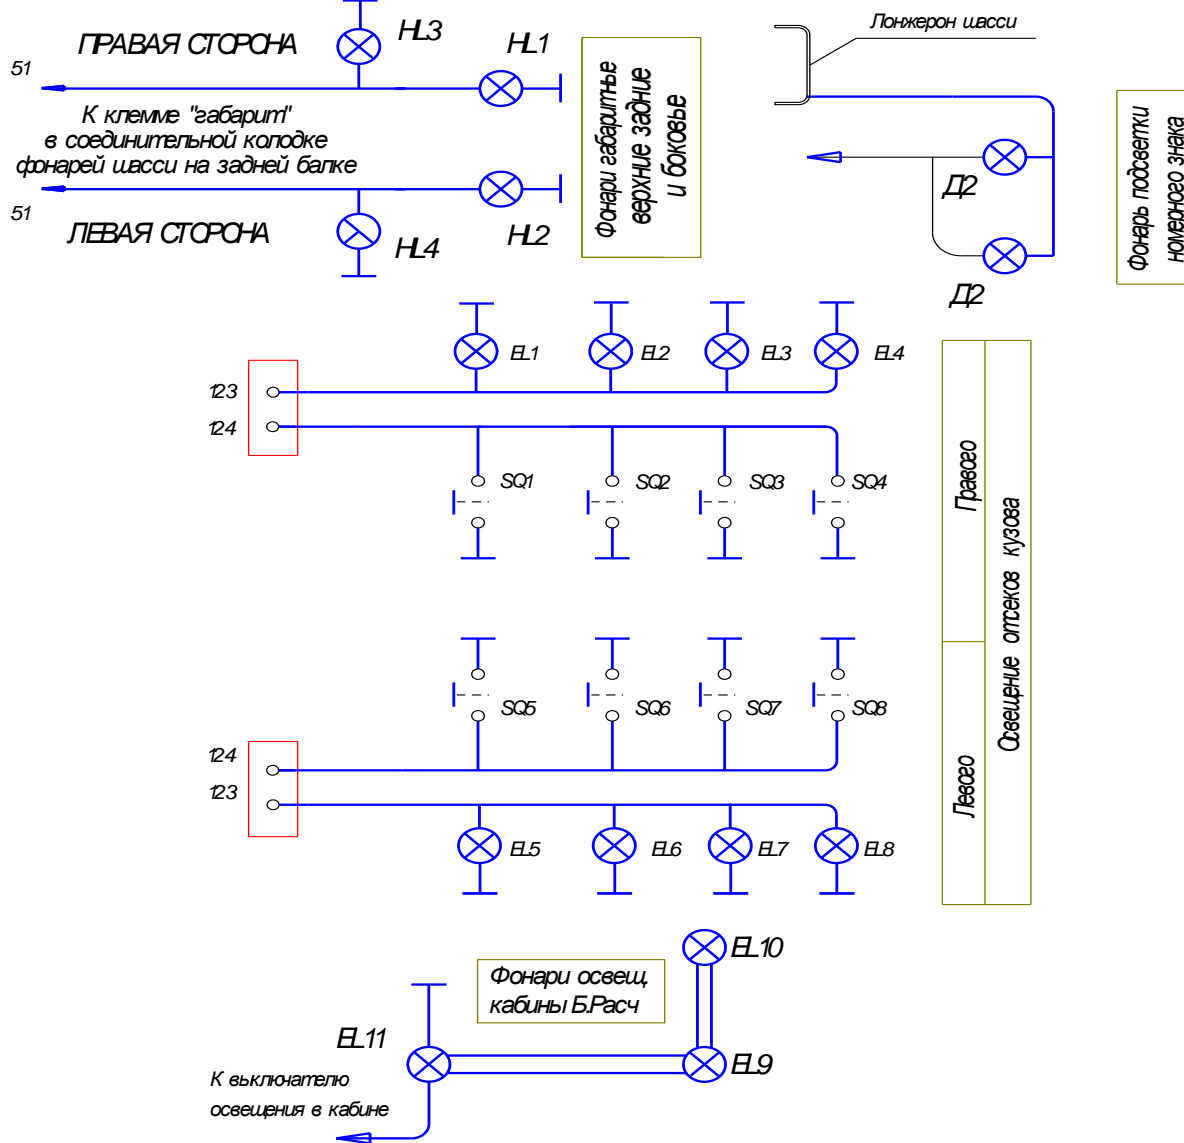 ПРАВАЯ СТОРОНА
HL3
HL1
51
К клемме "габарит"
в соединительной колодке
фонарей шасси на задней балке
51
ЛЕВАЯ СТОРОНА
HL4
HL2
Фонари габаритные
верхние задние
и боковые
Лонжерон шасси
Д2
Д2
Фонарь подсветки
номерного знака
EL1
EL2
EL3
EL4
123
124
SQ1
SQ2
SQ3
SQ4
Правого
Освещение отсеков кузова
Левого
SQ5
SQ6
SQ7
SQ8
124
123
EL5
EL6
EL7
EL8
EL10
Фонари освещ,
кабины Б.Расч
EL11
EL9
К выключателю
освещения в кабине